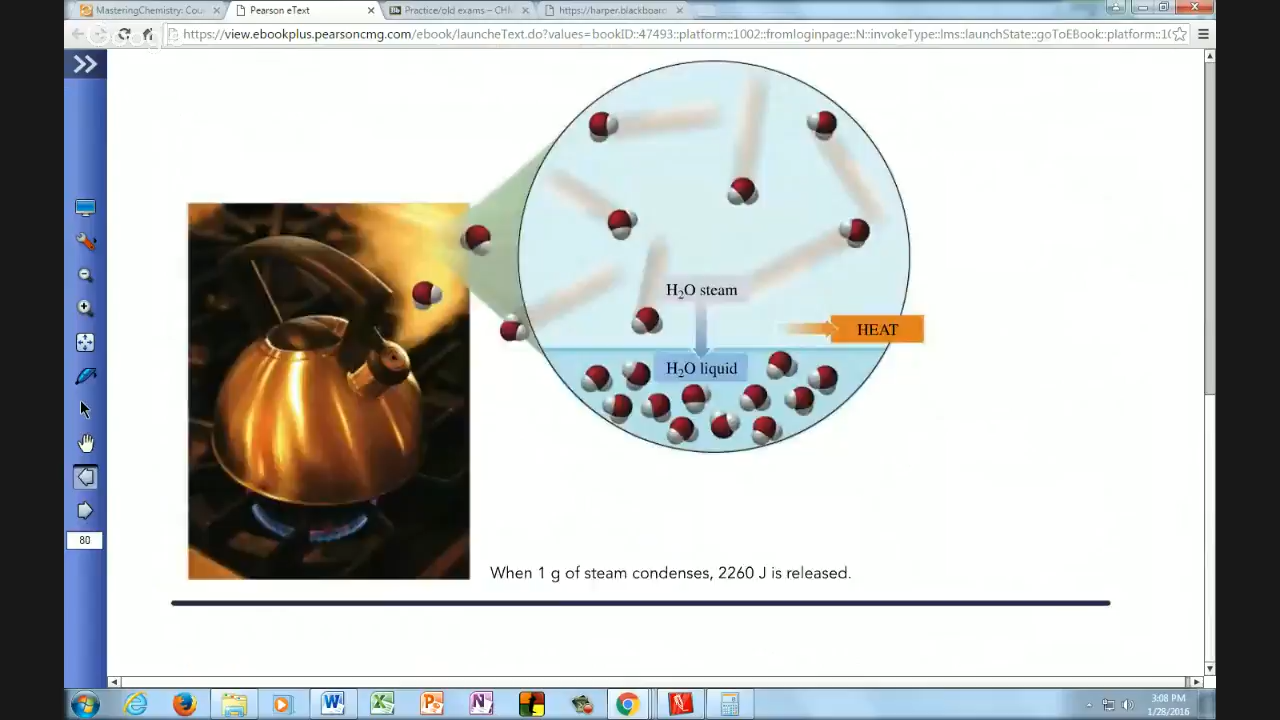 MasteringChemistry: Cou
Pearson eText
Practice/old exams – CHM
https://harper.blackboard
https://view.ebookplus.pearsoncmg.com/ebook/launcheText.do?values=bookID::47493::platform::1002::fromloginpage::N::invokeType::lms::launchState::goToEBook::platform::10
H₂O steam
HEAT
H₂O liquid
80
When 1 g of steam condenses, 2260 J is released.
3:08 PM
1/28/2016